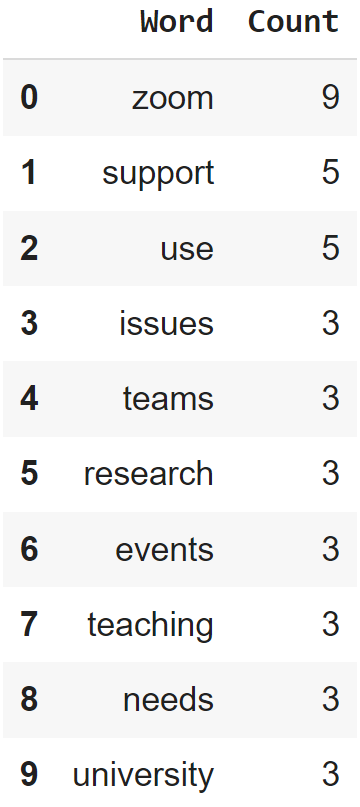 Word Count
0 zoom 9
1 support 5
2 use 5
3 issues 3
4 teams 3
5 research 3
6 events 3
7 teaching 3
8 needs 3
9 university 3